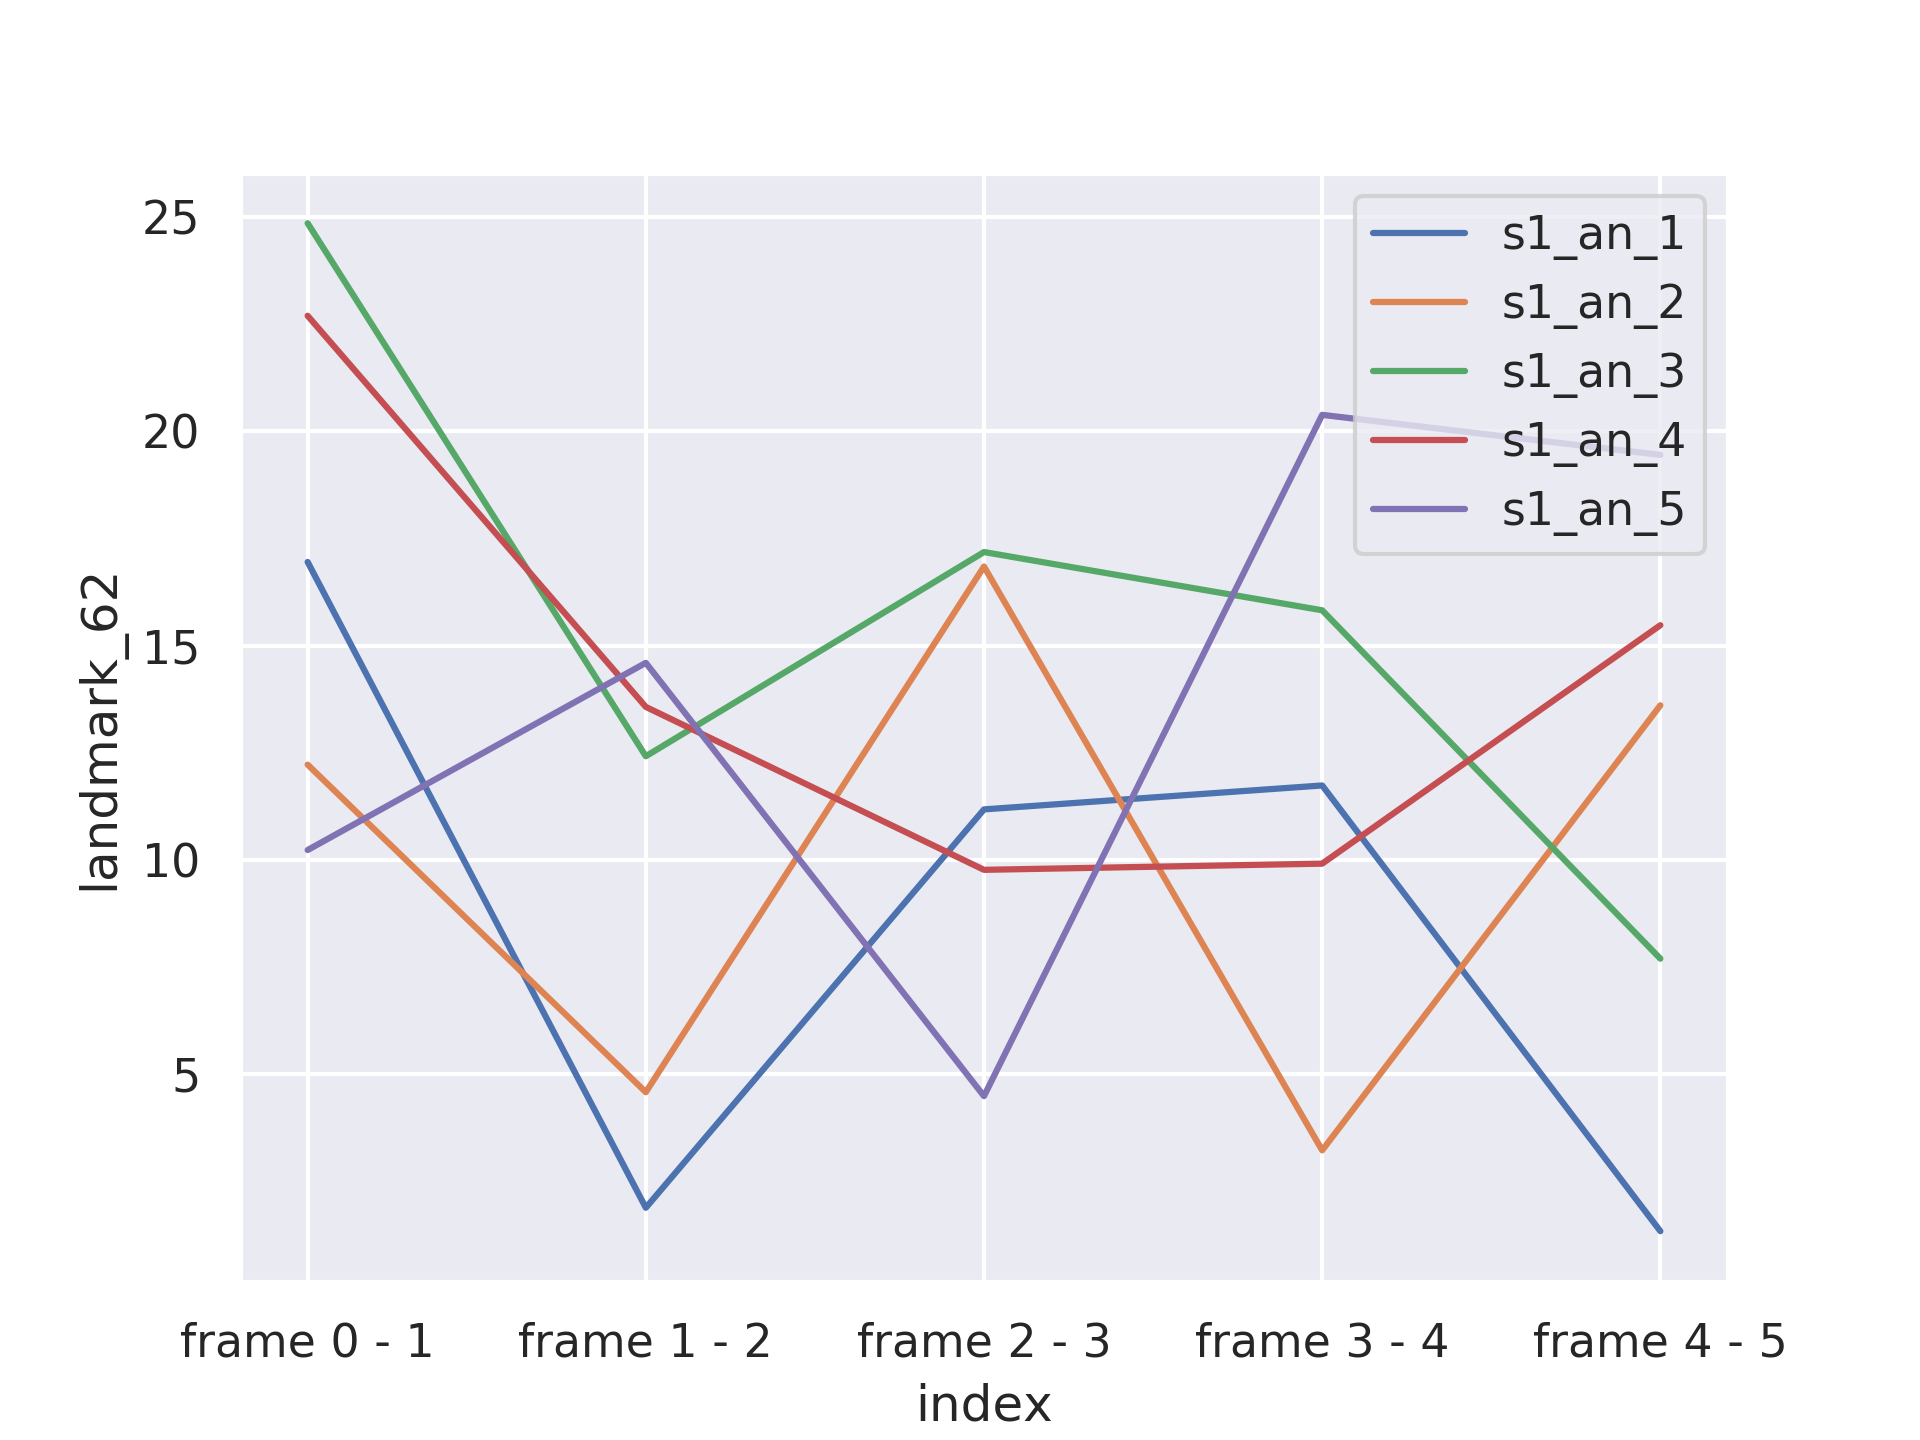 25
20
15
10
5
landmark_62
s1_an_1
s1_an_2
s1_an_3
s1_an_4
s1_an_5
frame 0 - 1
frame 1 - 2
frame 2 - 3
frame 3 - 4
frame 4 - 5
index